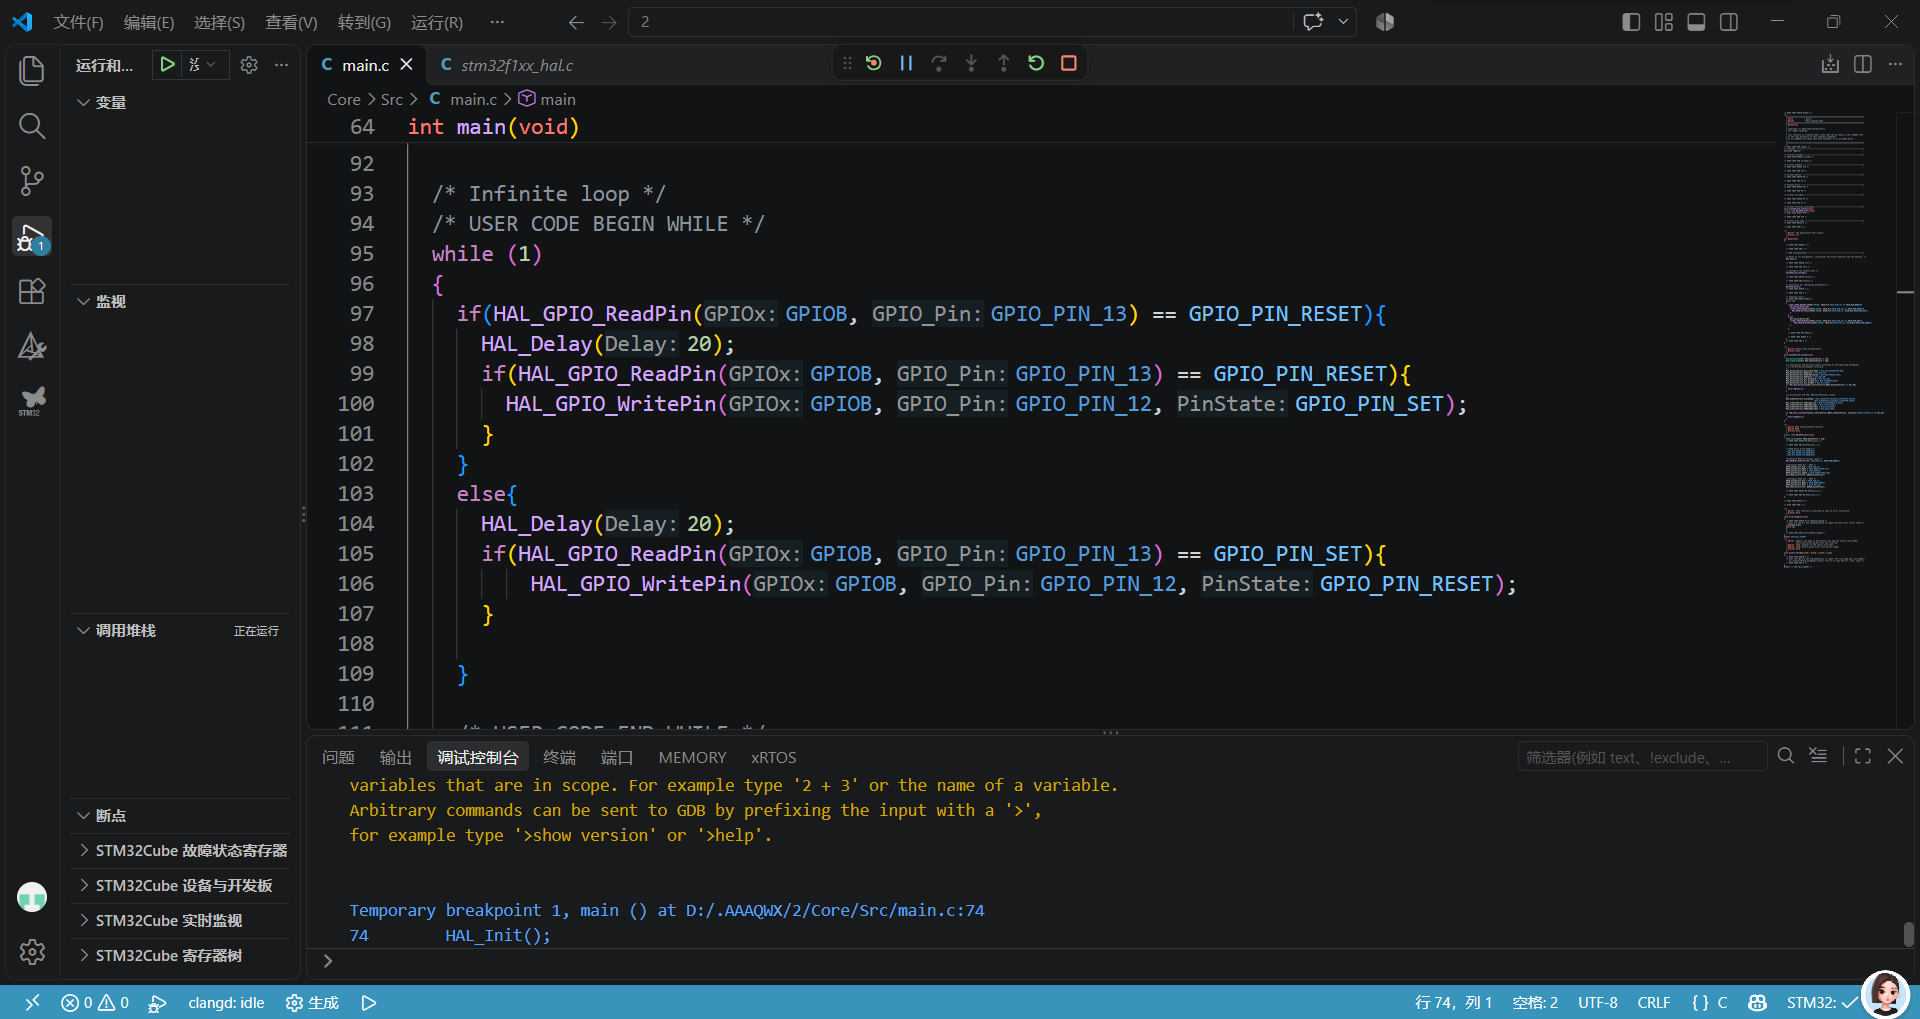 文件(F) 编辑(E) 选择(S) 查看(V) 转到(G) 运行(R) ··· 2
运行和...
main.c
stm32f1xx_hal.c
变量
监视
调用堆栈
正在运行
断点
STM32Cube 故障状态寄存器
STM32Cube 设备与开发板
STM32Cube 实时监视
STM32Cube 寄存器树
1
STM32
Core > Src > C main.c > main
64 int main(void)
92
93 /* Infinite loop */
94 /* USER CODE BEGIN WHILE */
95 while (1)
96 {
97 if(HAL_GPIO_ReadPin(GPIOx: GPIOB, GPIO_Pin: GPIO_PIN_13) == GPIO_PIN_RESET){
98 HAL_Delay(Delay: 20);
99 if(HAL_GPIO_ReadPin(GPIOx: GPIOB, GPIO_Pin: GPIO_PIN_13) == GPIO_PIN_RESET){
100 HAL_GPIO_WritePin(GPIOx: GPIOB, GPIO_Pin: GPIO_PIN_12, PinState: GPIO_PIN_SET);
101 }
102 }
103 else{
104 HAL_Delay(Delay: 20);
105 if(HAL_GPIO_ReadPin(GPIOx: GPIOB, GPIO_Pin: GPIO_PIN_13) == GPIO_PIN_SET){
106 HAL_GPIO_WritePin(GPIOx: GPIOB, GPIO_Pin: GPIO_PIN_12, PinState: GPIO_PIN_RESET);
107 }
108
109 }
110
问题 输出 调试控制台 终端 端口 MEMORY xRTOS
筛选器(例如 text、!exclude、...
variables that are in scope. For example type '2 + 3' or the name of a variable.
Arbitrary commands can be sent to GDB by prefixing the input with a '>',
for example type '>show version' or '>help'.
Temporary breakpoint 1, main () at D:/.AAAQWX/2/Core/Src/main.c:74
74 HAL_Init();
0 0 clangd: idle 生成 行 74, 列 1 空格: 2 UTF-8 CRLF { } C STM32: